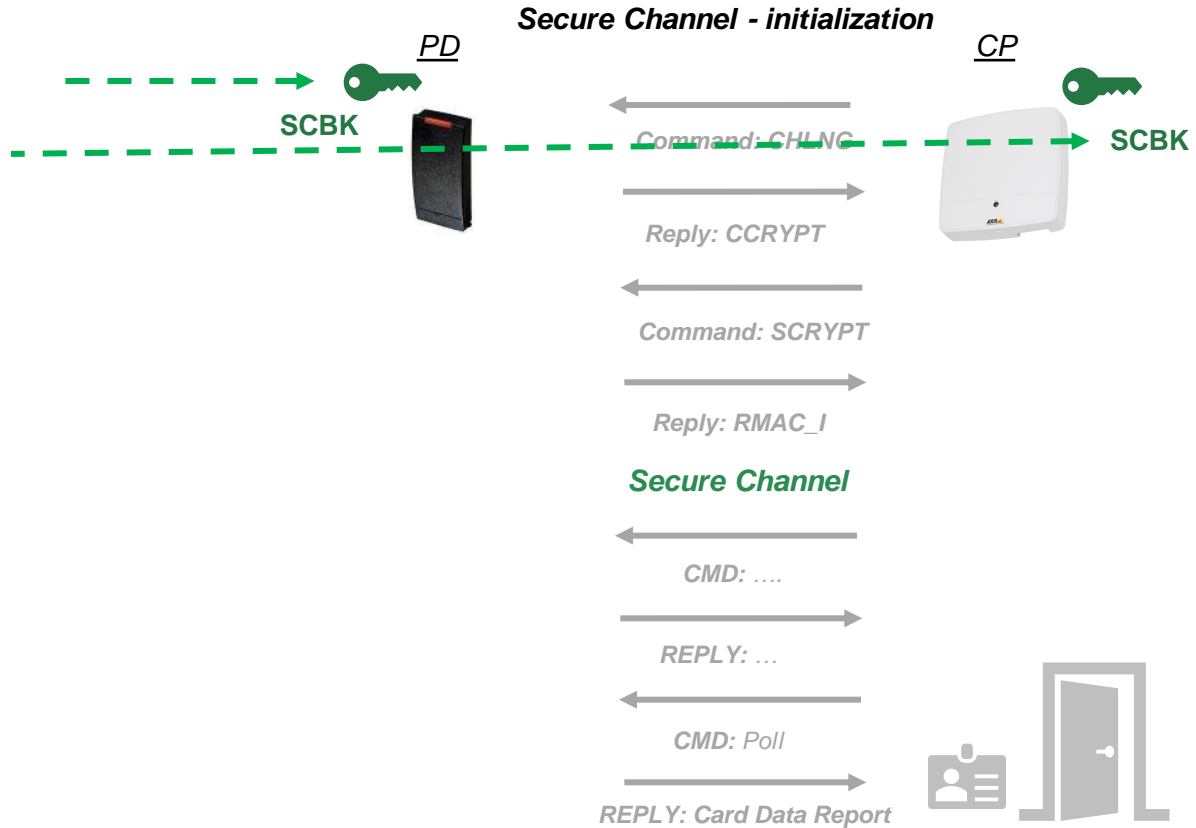 Secure Channel - initialization
PD
CP
SCBK
SCBK
Command: CHLNG
Reply: CCRYPT
AXIS
Command: SCRYPT
Reply: RMAC_I
Secure Channel
CMD: ….
REPLY: …
CMD: Poll
REPLY: Card Data Report